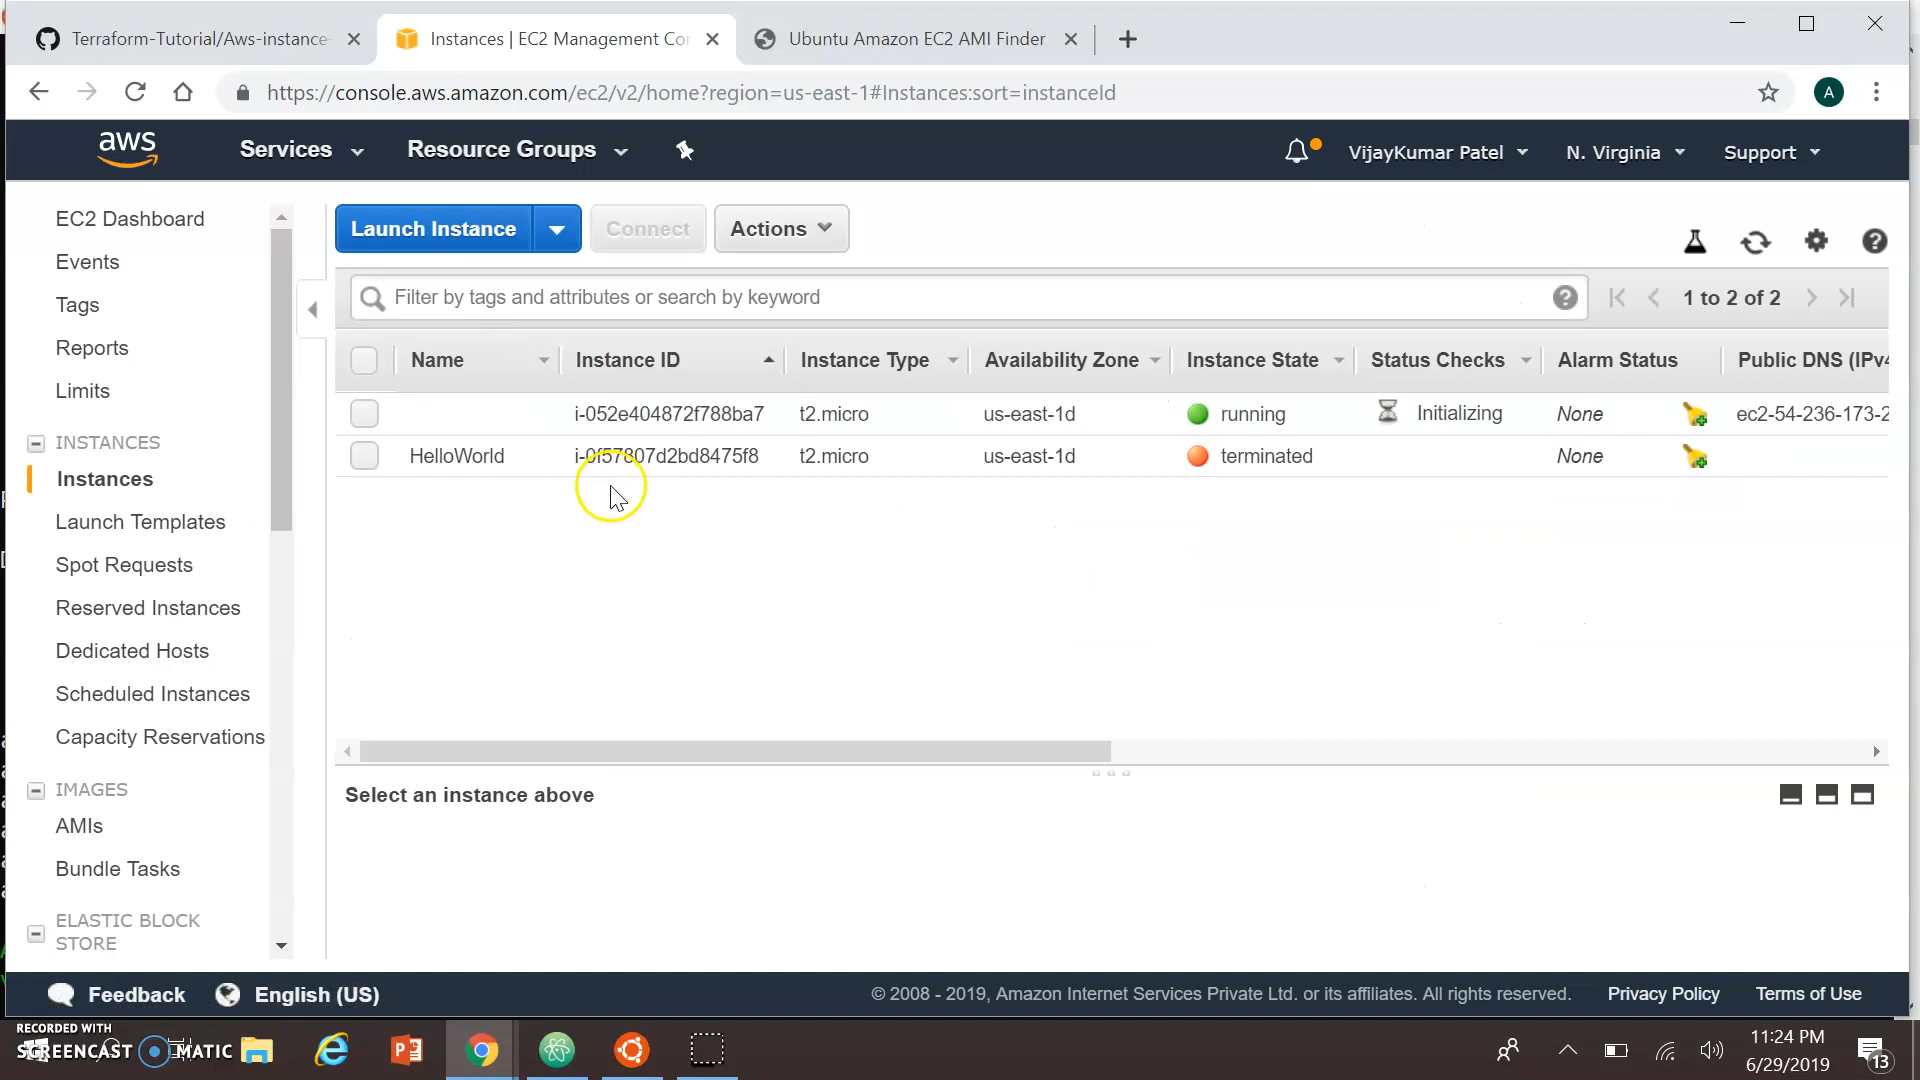 Terraform-Tutorial/Aws-instance-
Instances | EC2 Management Con
Ubuntu Amazon EC2 AMI Finder
https://console.aws.amazon.com/ec2/v2/home?region=us-east-1#Instances:sort=instanceId
A
aws
Services
Resource Groups
VijayKumar Patel
N. Virginia
Support
EC2 Dashboard
Events
Tags
Reports
Limits
INSTANCES
Instances
Launch Templates
Spot Requests
Reserved Instances
Dedicated Hosts
Scheduled Instances
Capacity Reservations
IMAGES
AMIs
Bundle Tasks
ELASTIC BLOCK
STORE
Launch Instance
Connect
Actions
Filter by tags and attributes or search by keyword
1 to 2 of 2
Name Instance ID Instance Type Availability Zone Instance State Status Checks Alarm Status Public DNS (IPv4
i-052e404872f788ba7 t2.micro us-east-1d running Initializing None ec2-54-236-173-2
HelloWorld i-0f57807d2bd8475f8 t2.micro us-east-1d terminated None
Select an instance above
Feedback
English (US)
© 2008 - 2019, Amazon Internet Services Private Ltd. or its affiliates. All rights reserved.
Privacy Policy
Terms of Use
RECORDED WITH
SCREENCAST MATIC
11:24 PM
6/29/2019
13